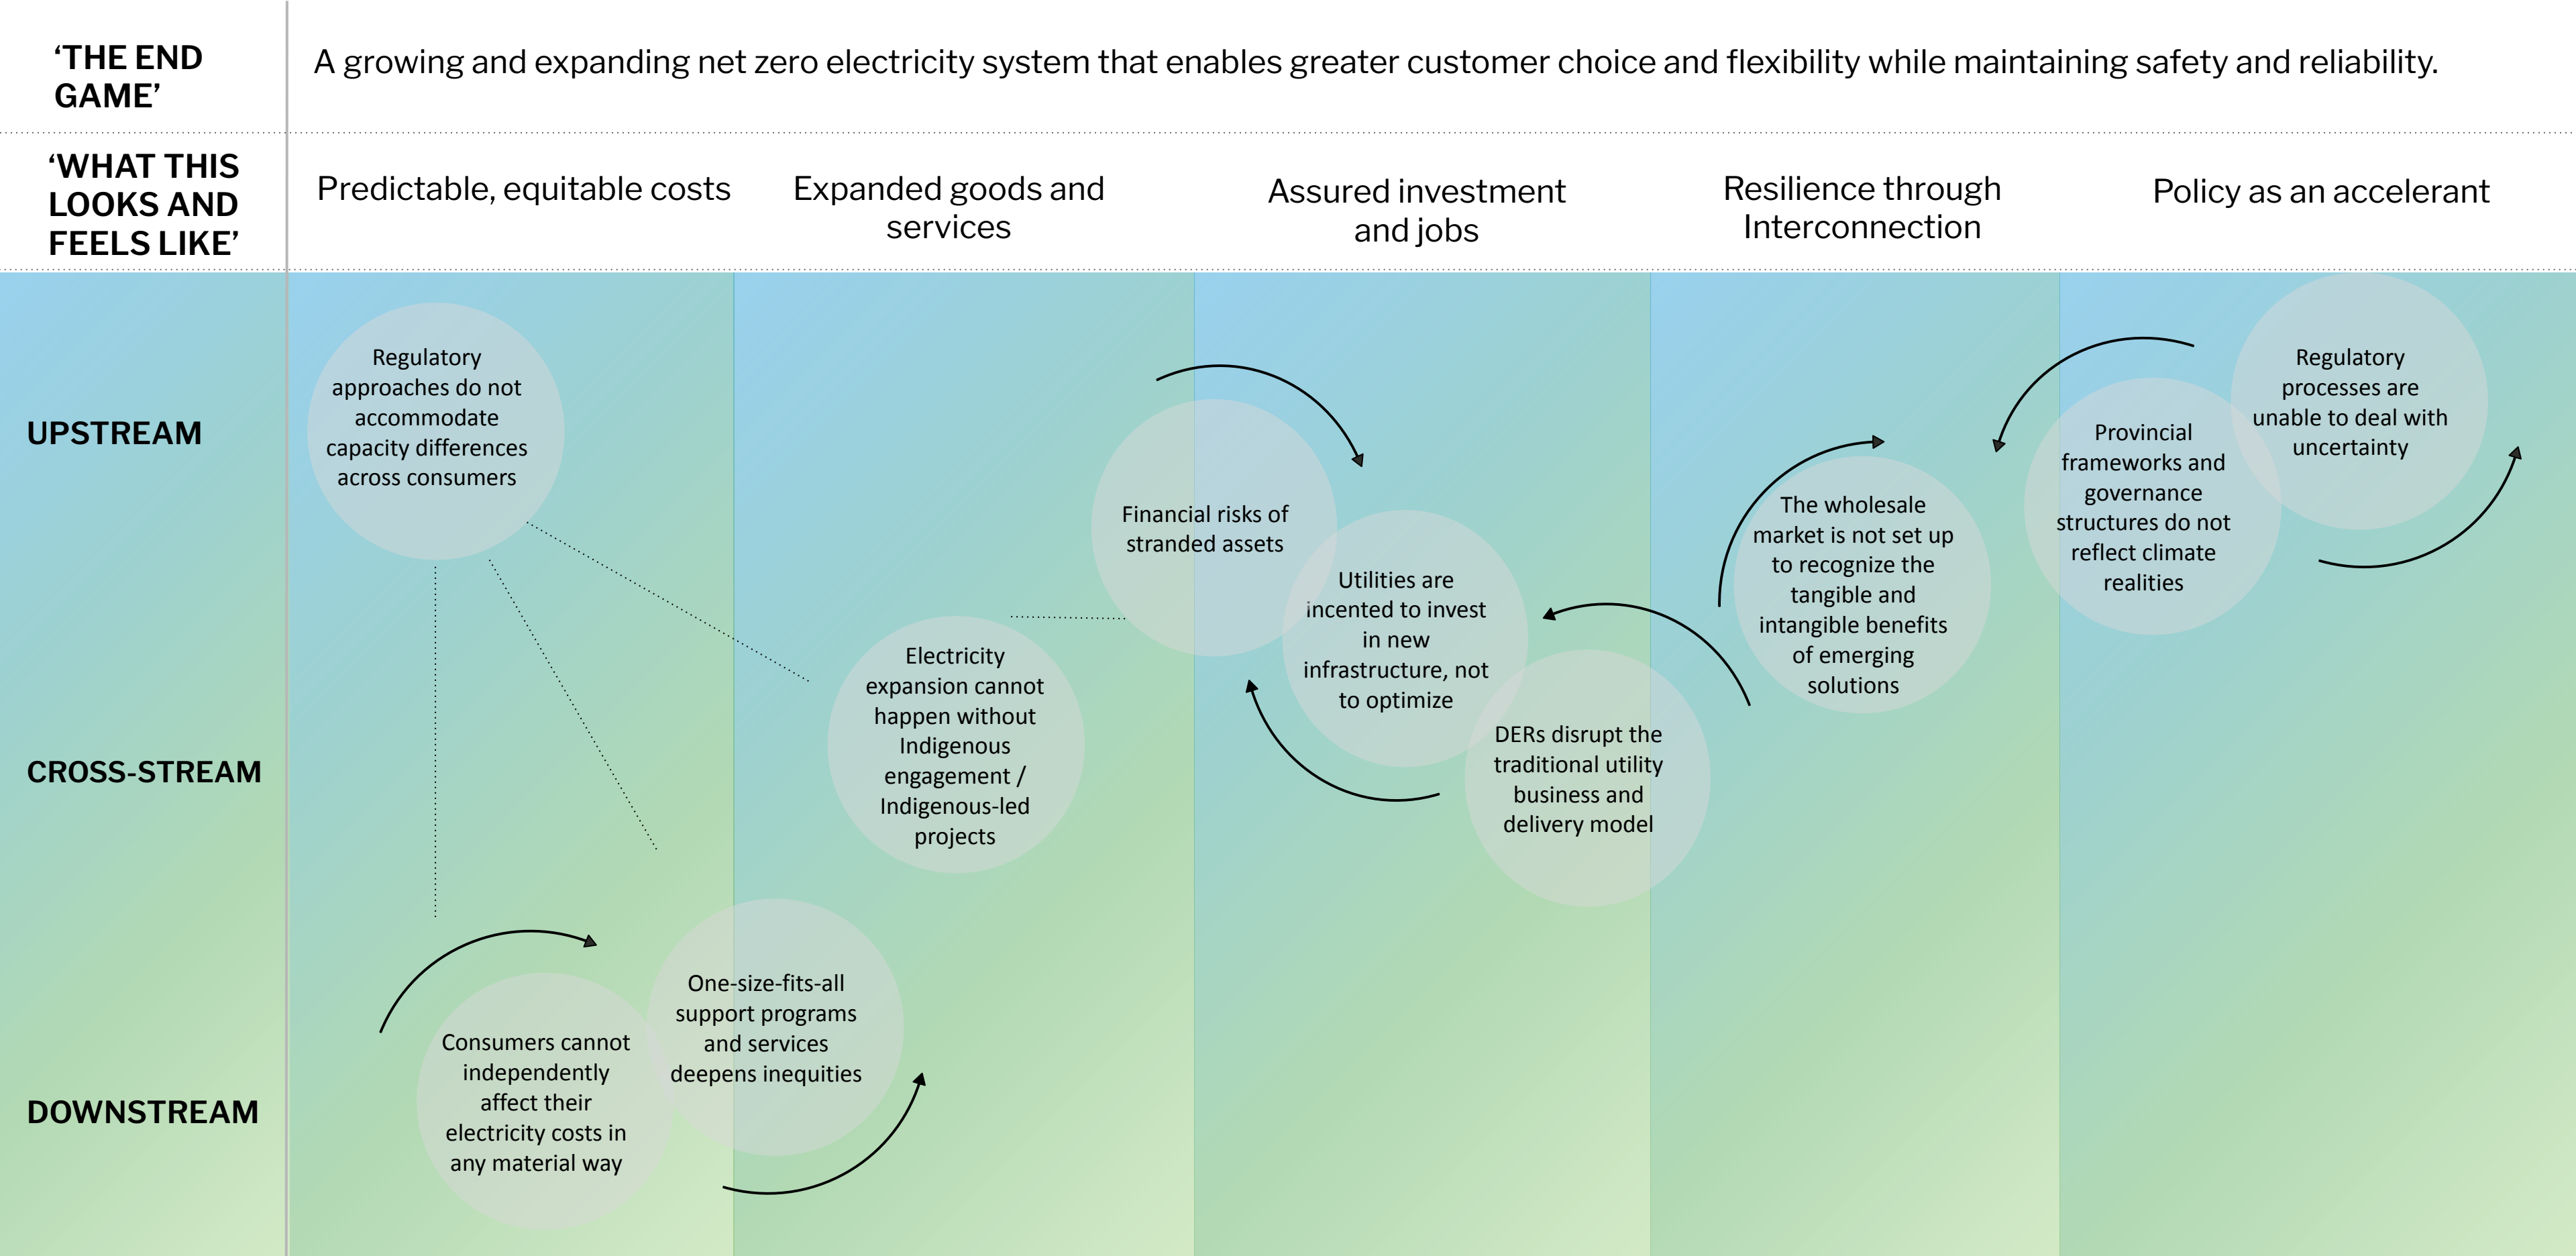 ‘THE END
GAME’
A growing and expanding net zero electricity system that enables greater customer choice and flexibility while maintaining safety and reliability.
‘WHAT THIS
LOOKS AND
FEELS LIKE’
Predictable, equitable costs
Expanded goods and
services
Assured investment
and jobs
Resilience through
Interconnection
Policy as an accelerant
UPSTREAM
Regulatory
approaches do not
accommodate
capacity differences
across consumers
Financial risks of
stranded assets
Utilities are
incented to invest
in new
infrastructure, not
to optimize
The wholesale
market is not set up
to recognize the
tangible and
intangible benefits
of emerging
solutions
Provincial
frameworks and
governance
structures do not
reflect climate
realities
Regulatory
processes are
unable to deal with
uncertainty
CROSS-STREAM
Electricity
expansion cannot
happen without
Indigenous
engagement /
Indigenous-led
projects
DERs disrupt the
traditional utility
business and
delivery model
DOWNSTREAM
Consumers cannot
independently
affect their
electricity costs in
any material way
One-size-fits-all
support programs
and services
deepens inequities